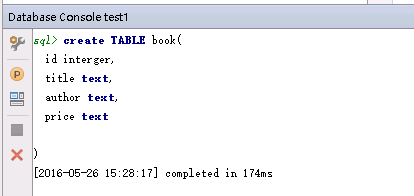 Database Console test1
sql> create TABLE book(
id interger,
title text,
author text,
price text
)
[2016-05-26 15:28:17] completed in 174ms